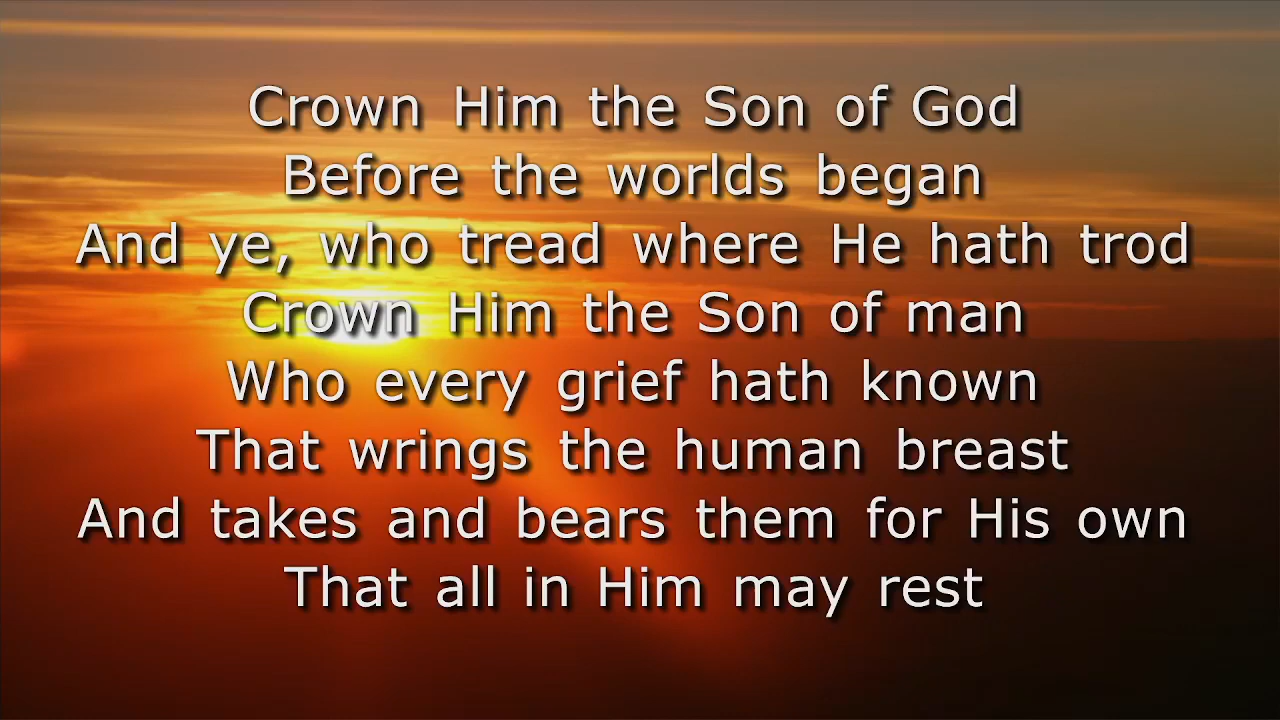 Crown Him the Son of God
Before the worlds began
And ye, who tread where He hath trod
Crown Him the Son of man
Who every grief hath known
That wrings the human breast
And takes and bears them for His own
That all in Him may rest